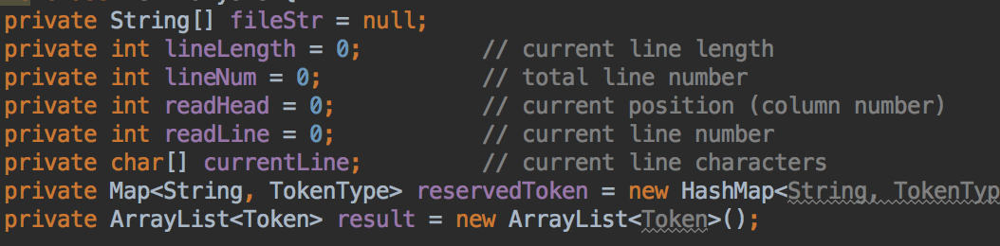 private String[] fileStr = null;
private int lineLength = 0; // current line length
private int lineNum = 0; // total line number
private int readHead = 0; // current position (column number)
private int readLine = 0; // current line number
private char[] currentLine; // current line characters
private Map<String, TokenType> reservedToken = new HashMap<String, TokenTyp
private ArrayList<Token> result = new ArrayList<Token>();